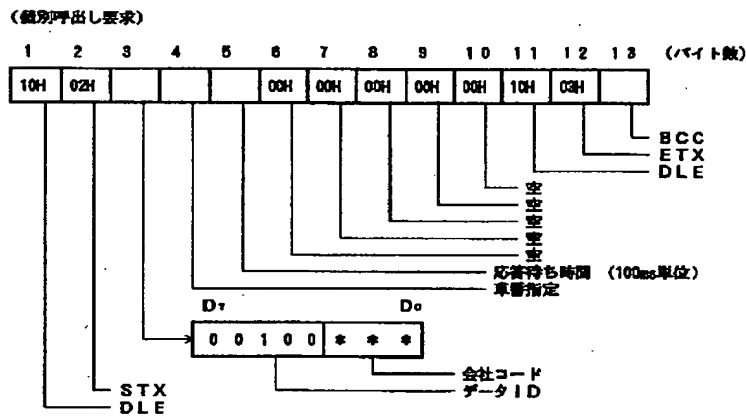 （個別呼出し要求）
1 2 3 4 5 6 7 8 9 10 11 12 13 （バイト数）
10H 02H 00H 00H 00H 00H 00H 10H 03H
BCC
ETX
DLE
空
空
空
空
空
応答待ち時間 （100ms単位）
車番指定
D7 D0
0 0 1 0 0 * * *
会社コード
データID
STX
DLE